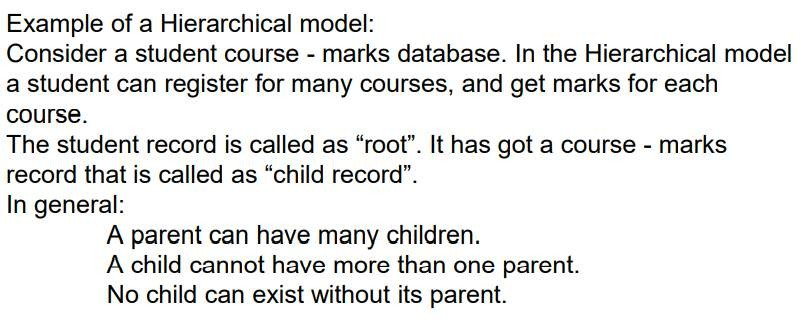 Example of a Hierarchical model:
Consider a student course - marks database. In the Hierarchical model
a student can register for many courses, and get marks for each
course.
The student record is called as “root”. It has got a course - marks
record that is called as “child record”.
In general:
A parent can have many children.
A child cannot have more than one parent.
No child can exist without its parent.